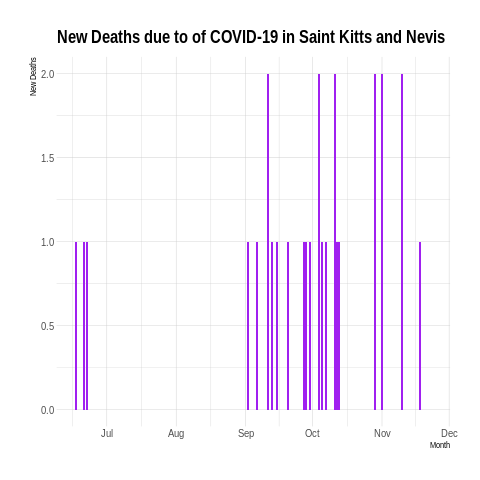 New Deaths due to of COVID-19 in Saint Kitts and Nevis
New Deaths
2.0
1.5
1.0
0.5
0.0
Jul Aug Sep Oct Nov Dec
Month